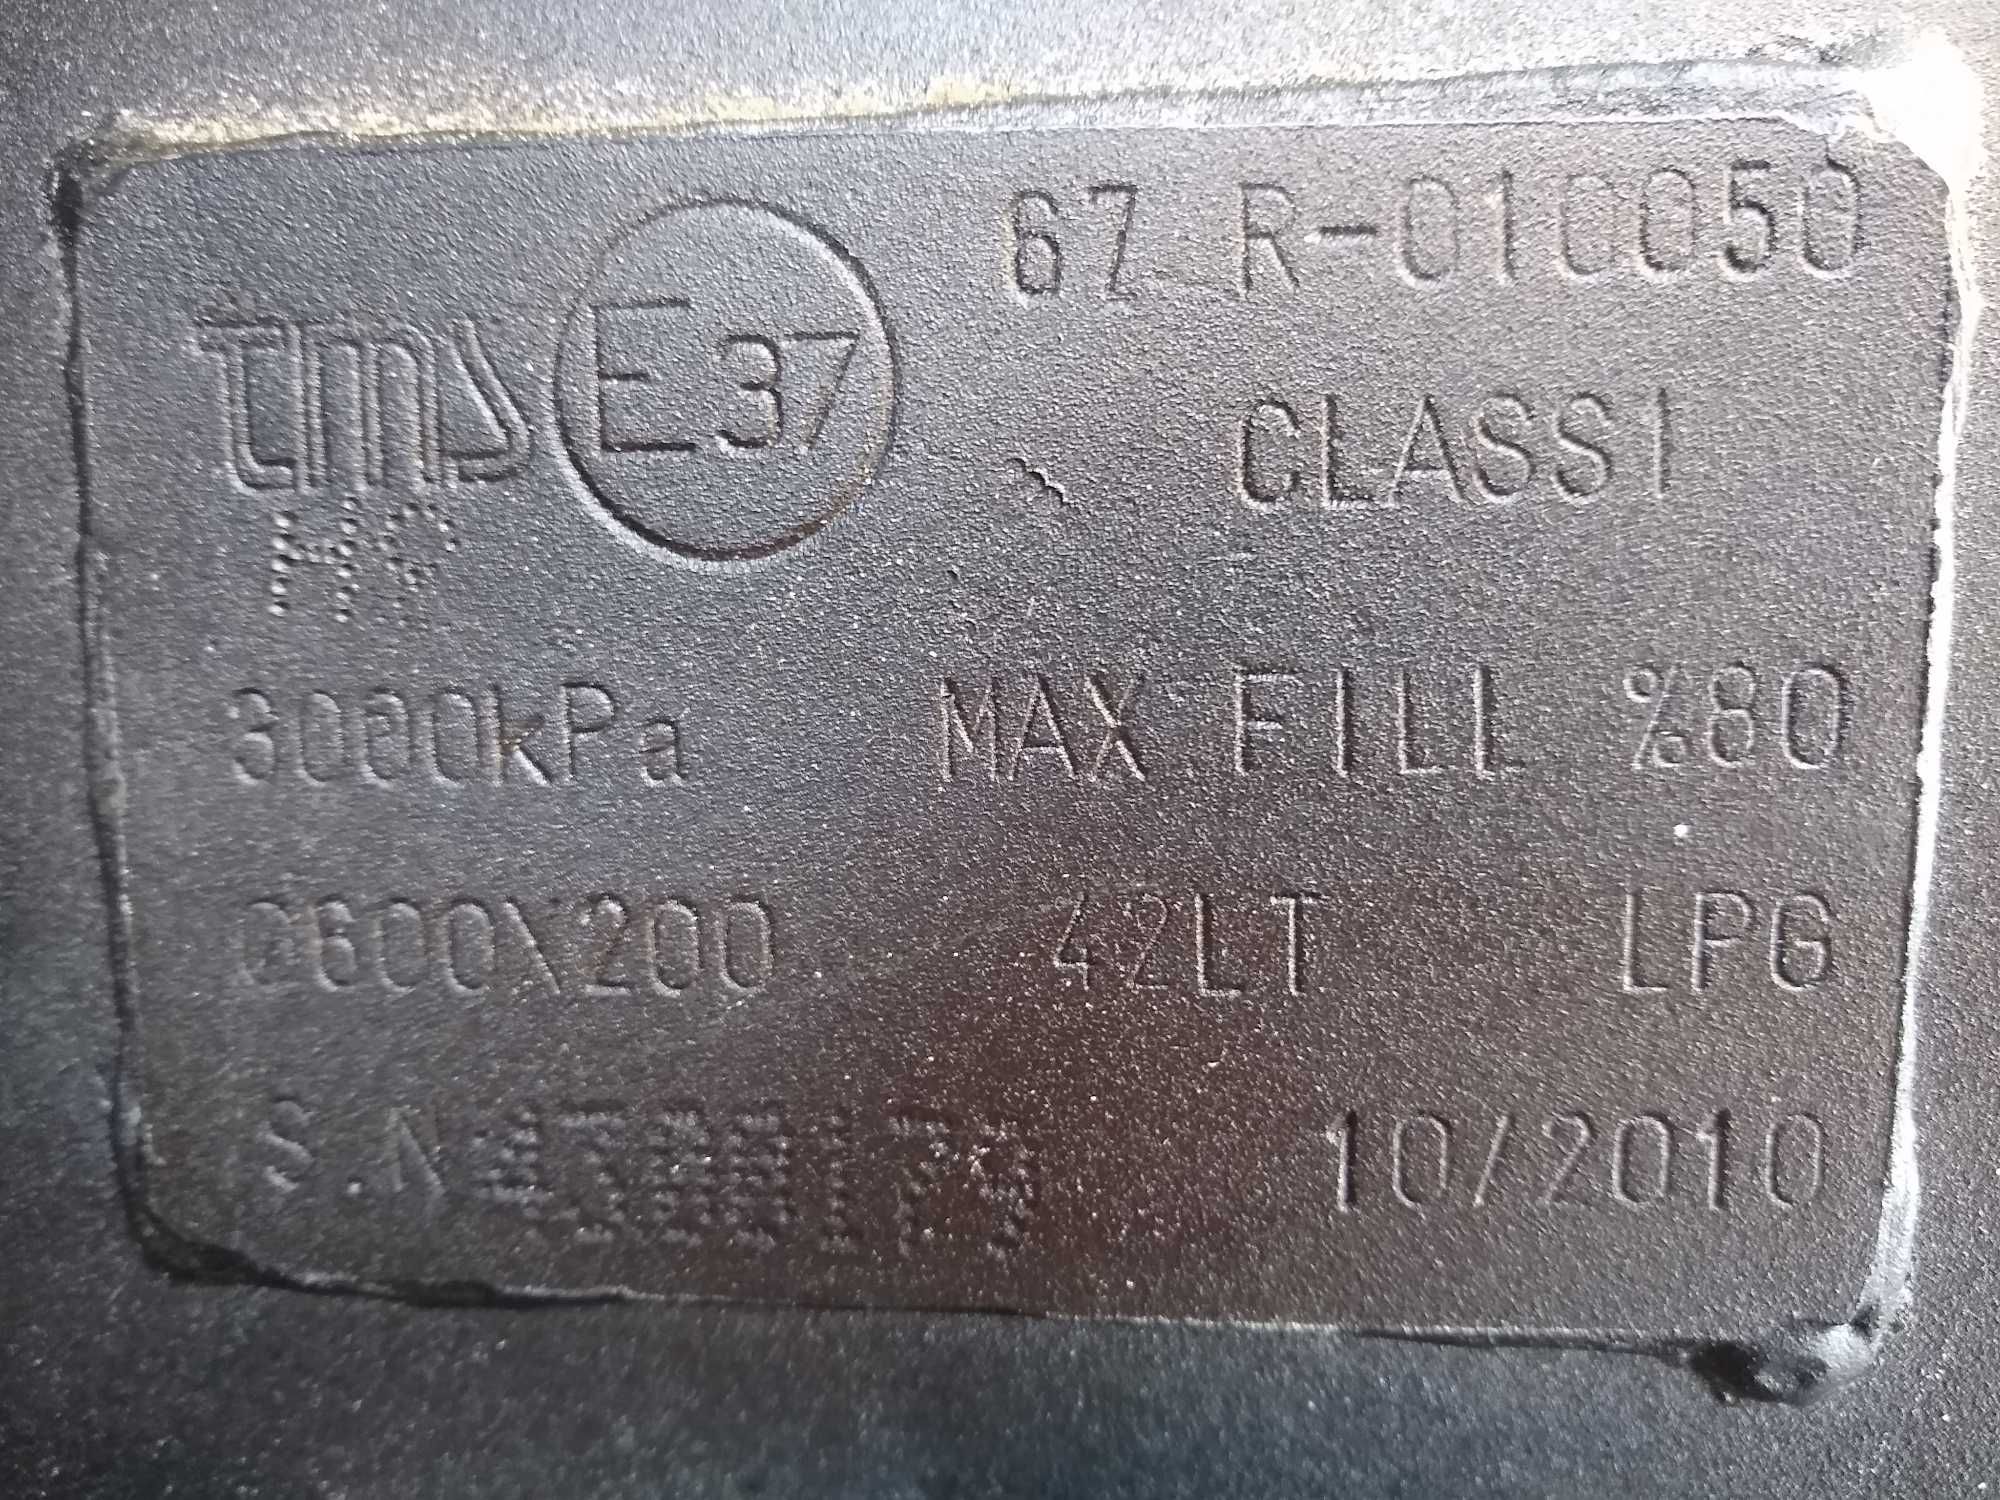 67 R-010050
tms E37
CLASS1
3000kPa MAX FILL %80
Ø600X200 42LT LPG
S.N 10/2010